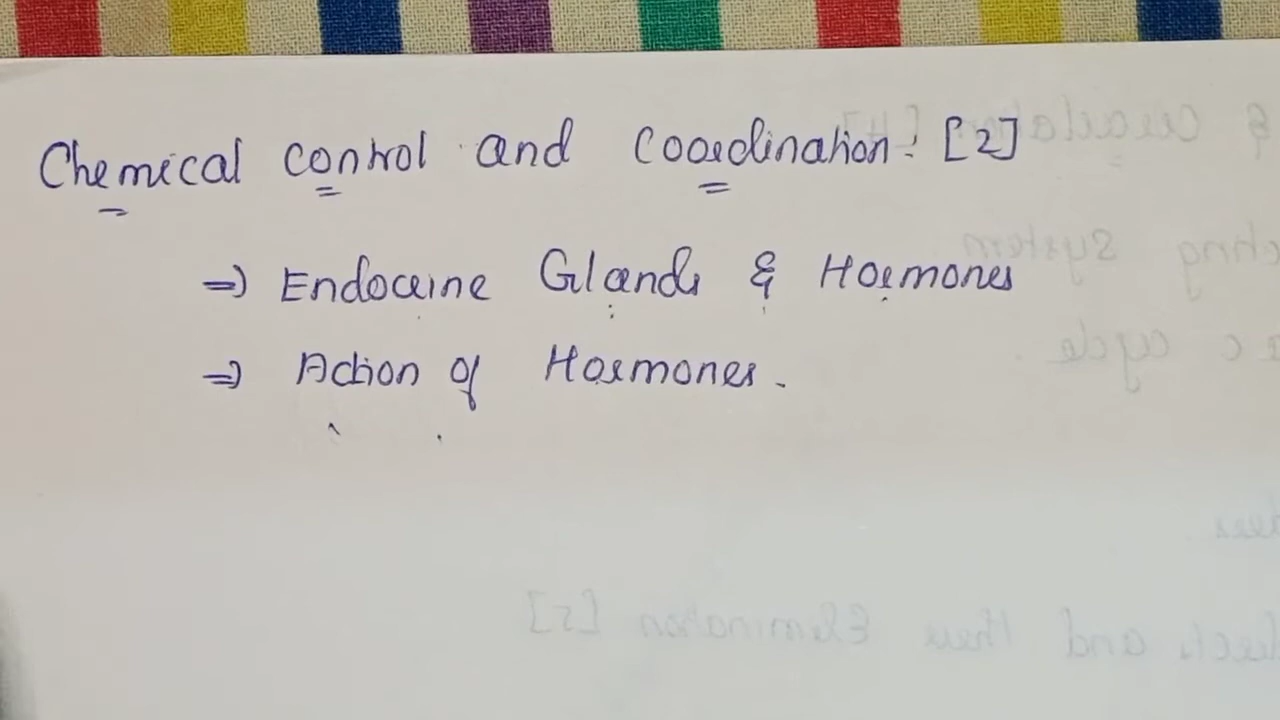 Chemical control and Coordination: [2]
⇒ Endocrine Glands & Hormones
⇒ Action of Hormones.